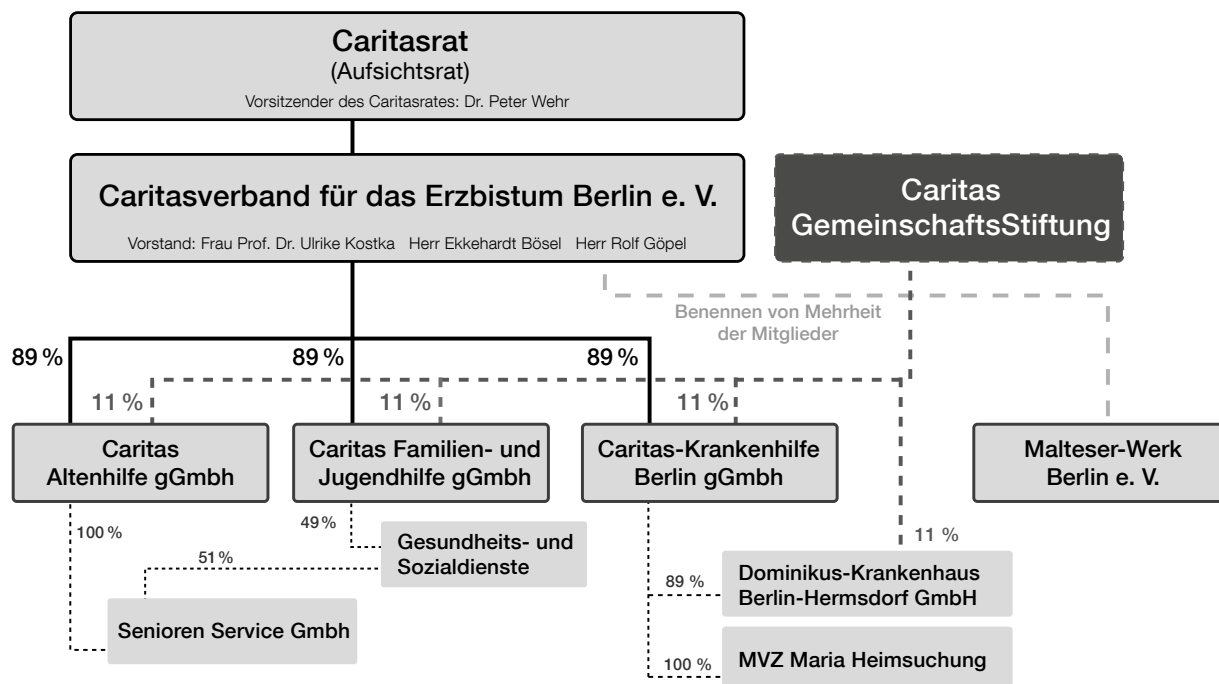 Caritasrat
(Aufsichtsrat)
Vorsitzender des Caritasrates: Dr. Peter Wehr
Caritasverband für das Erzbistum Berlin e. V.
Vorstand: Frau Prof. Dr. Ulrike Kostka Herr Ekkehardt Bösel Herr Rolf Göpel
Caritas
GemeinschaftsStiftung
Benennen von Mehrheit
der Mitglieder
89 %
89 %
89 %
11 %
11 %
11 %
Caritas
Altenhilfe gGmbh
Caritas Familien- und
Jugendhilfe gGmbh
Caritas-Krankenhilfe
Berlin gGmbh
Malteser-Werk
Berlin e. V.
100 %
49 %
Gesundheits- und
Sozialdienste
51 %
Senioren Service Gmbh
11 %
89 %
Dominikus-Krankenhaus
Berlin-Hermsdorf GmbH
100 %
MVZ Maria Heimsuchung